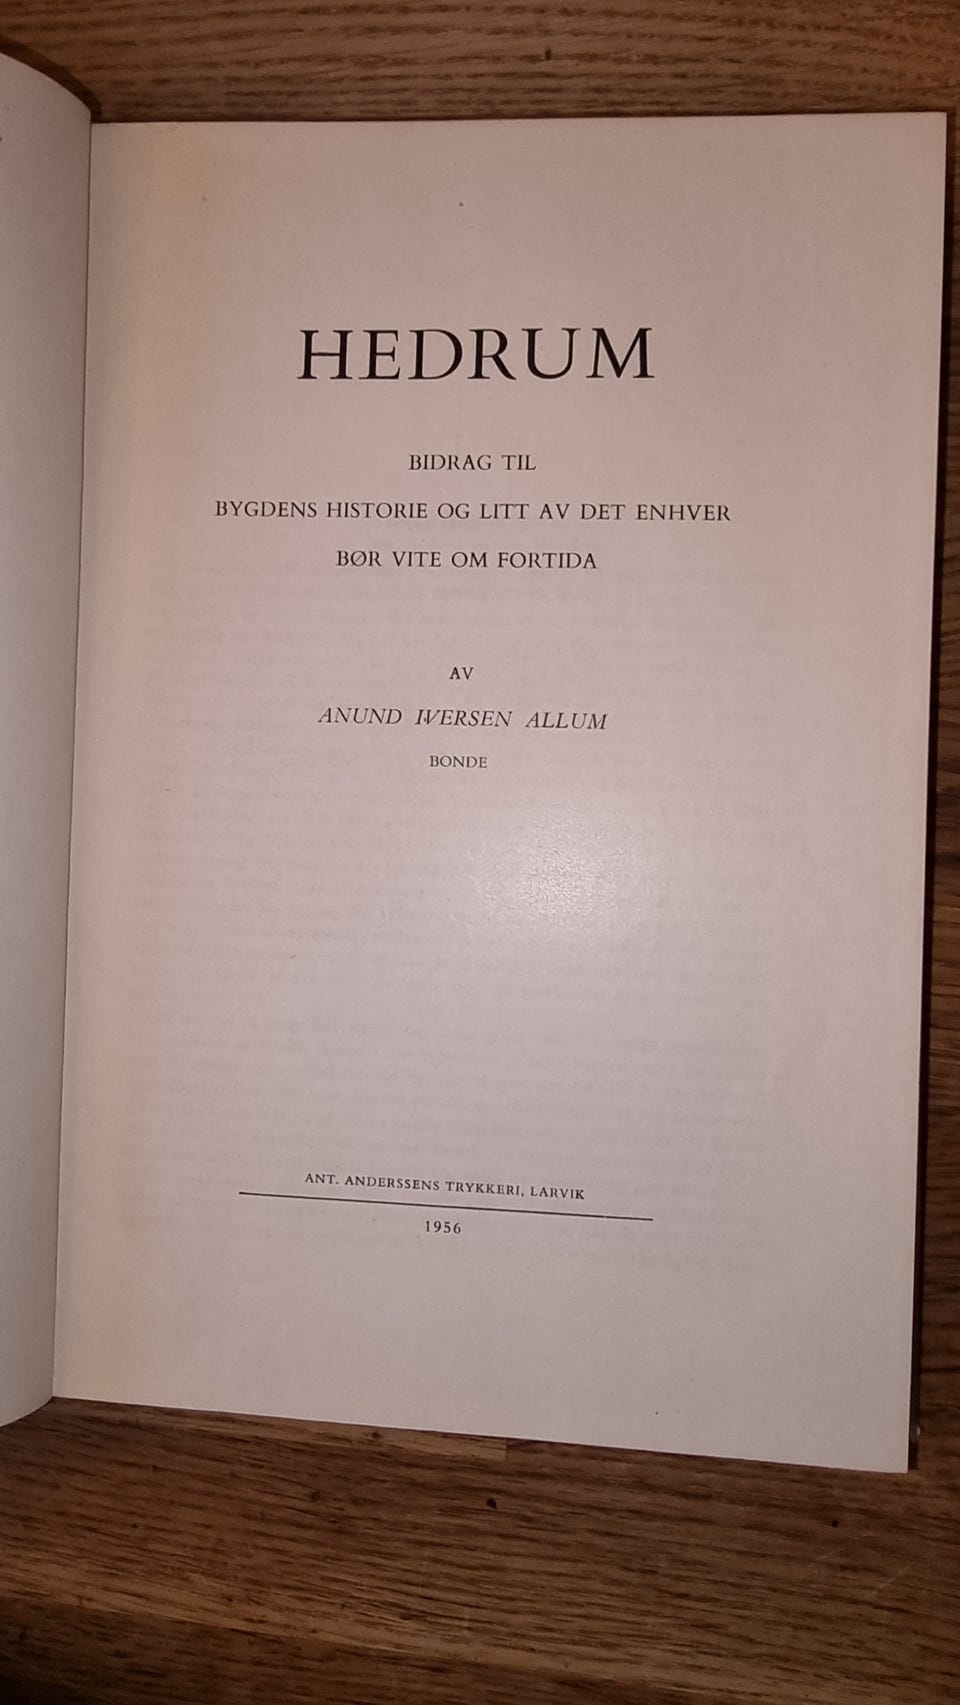 HEDRUM
BIDRAG TIL
BYGDENS HISTORIE OG LITT AV DET ENHVER
BØR VITE OM FORTIDA
AV
ANUND IVERSEN ALLUM
BONDE
ANT. ANDERSSENS TRYKKERI, LARVIK
1956